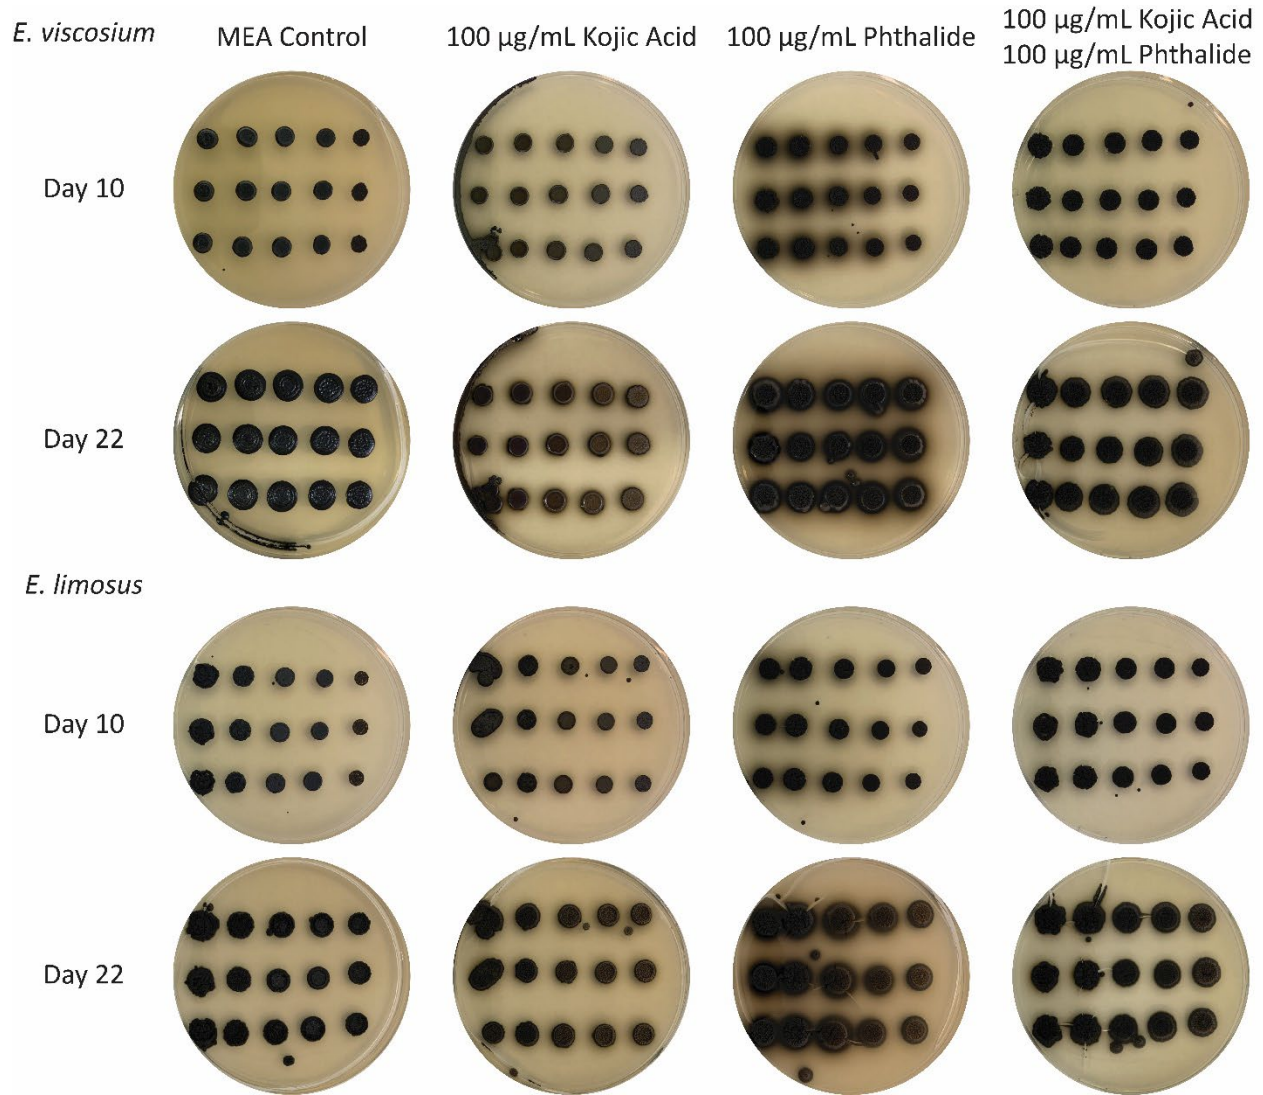 E. viscosium
MEA Control
100 µg/mL Kojic Acid
100 µg/mL Phthalide
100 µg/mL Kojic Acid
100 µg/mL Phthalide
Day 10
Day 22
E. limosus
Day 10
Day 22